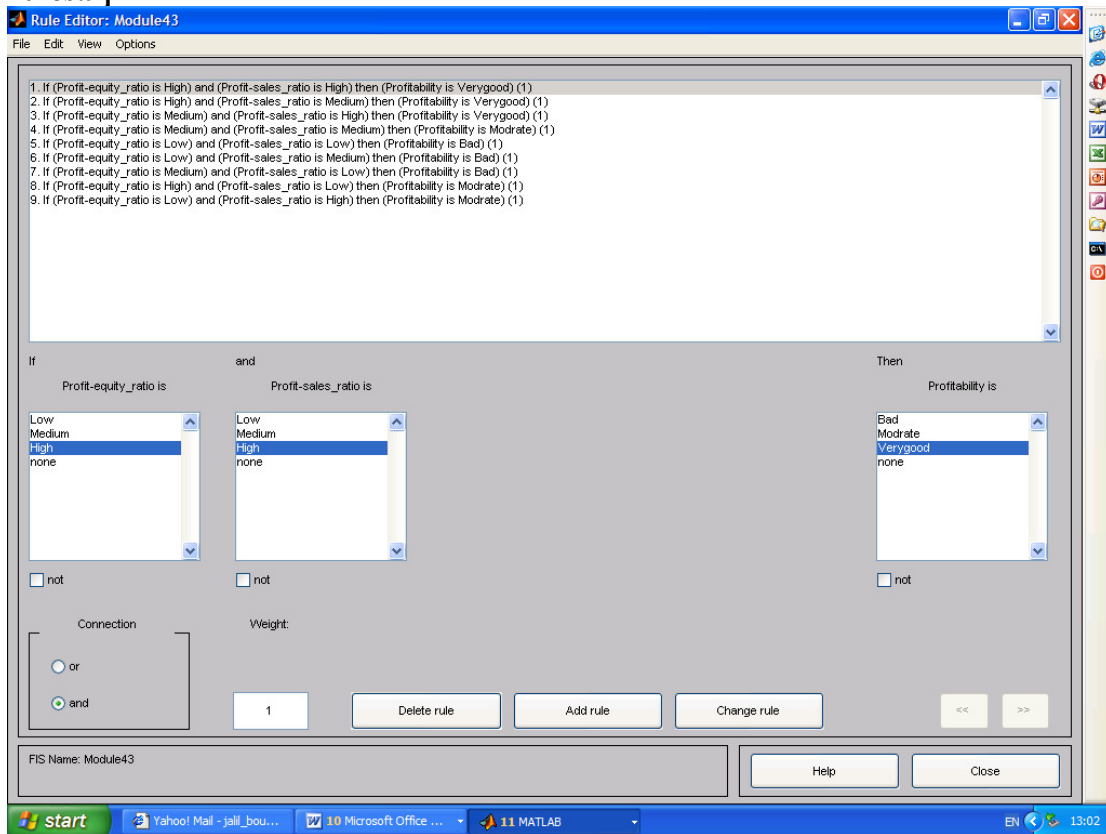 Rule Editor: Module43
File Edit View Options
1. If (Profit-equity_ratio is High) and (Profit-sales_ratio is High) then (Profitability is Verygood) (1)
2. If (Profit-equity_ratio is High) and (Profit-sales_ratio is Medium) then (Profitability is Verygood) (1)
3. If (Profit-equity_ratio is Medium) and (Profit-sales_ratio is High) then (Profitability is Verygood) (1)
4. If (Profit-equity_ratio is Medium) and (Profit-sales_ratio is Medium) then (Profitability is Modrate) (1)
5. If (Profit-equity_ratio is Low) and (Profit-sales_ratio is Low) then (Profitability is Bad) (1)
6. If (Profit-equity_ratio is Low) and (Profit-sales_ratio is Medium) then (Profitability is Bad) (1)
7. If (Profit-equity_ratio is Medium) and (Profit-sales_ratio is Low) then (Profitability is Bad) (1)
8. If (Profit-equity_ratio is High) and (Profit-sales_ratio is Low) then (Profitability is Modrate) (1)
9. If (Profit-equity_ratio is Low) and (Profit-sales_ratio is High) then (Profitability is Modrate) (1)
If and Then
Profit-equity_ratio is Profit-sales_ratio is Profitability is
Low Low Bad
Medium Medium Modrate
High High Verygood
none none none
not not not
Connection Weight:
or
and 1 Delete rule Add rule Change rule << >>
FIS Name: Module43 Help Close
start Yahoo! Mail - jalil_bou... 10 Microsoft Office ... 11 MATLAB EN 13:02